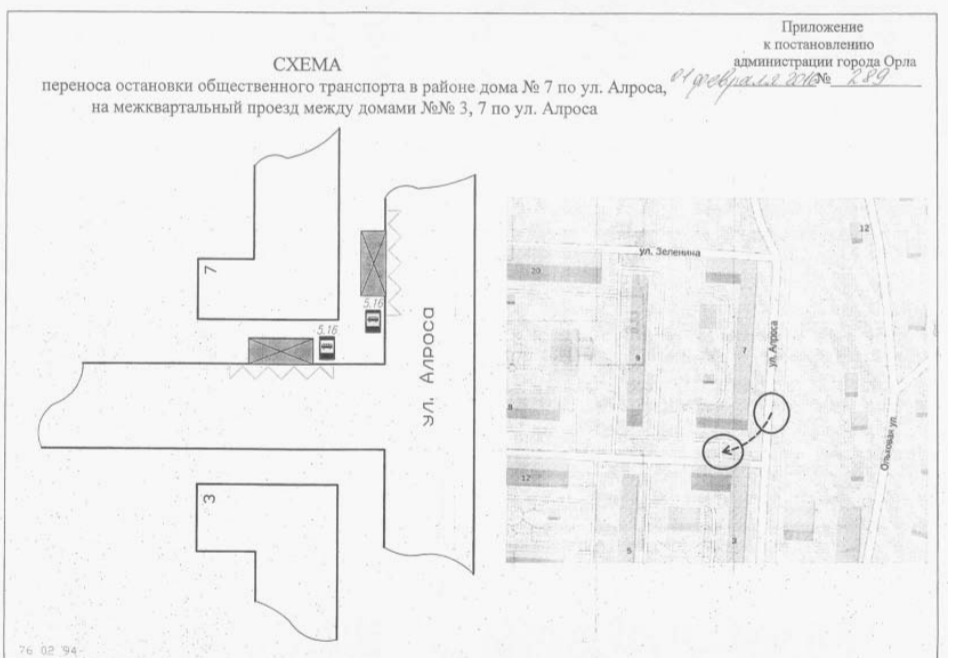 Приложение
к постановлению
администрации города Орла
01 февраля 2016 № 289
СХЕМА
переноса остановки общественного транспорта в районе дома № 7 по ул. Алроса,
на межквартальный проезд между домами №№ 3, 7 по ул. Алроса
7
5.16
5.16
УЛ. АЛРОСА
3
ул. Зеленина
12
20
9
7
ул. Алроса
8
Ольховая ул.
17
5
3
76 02 94